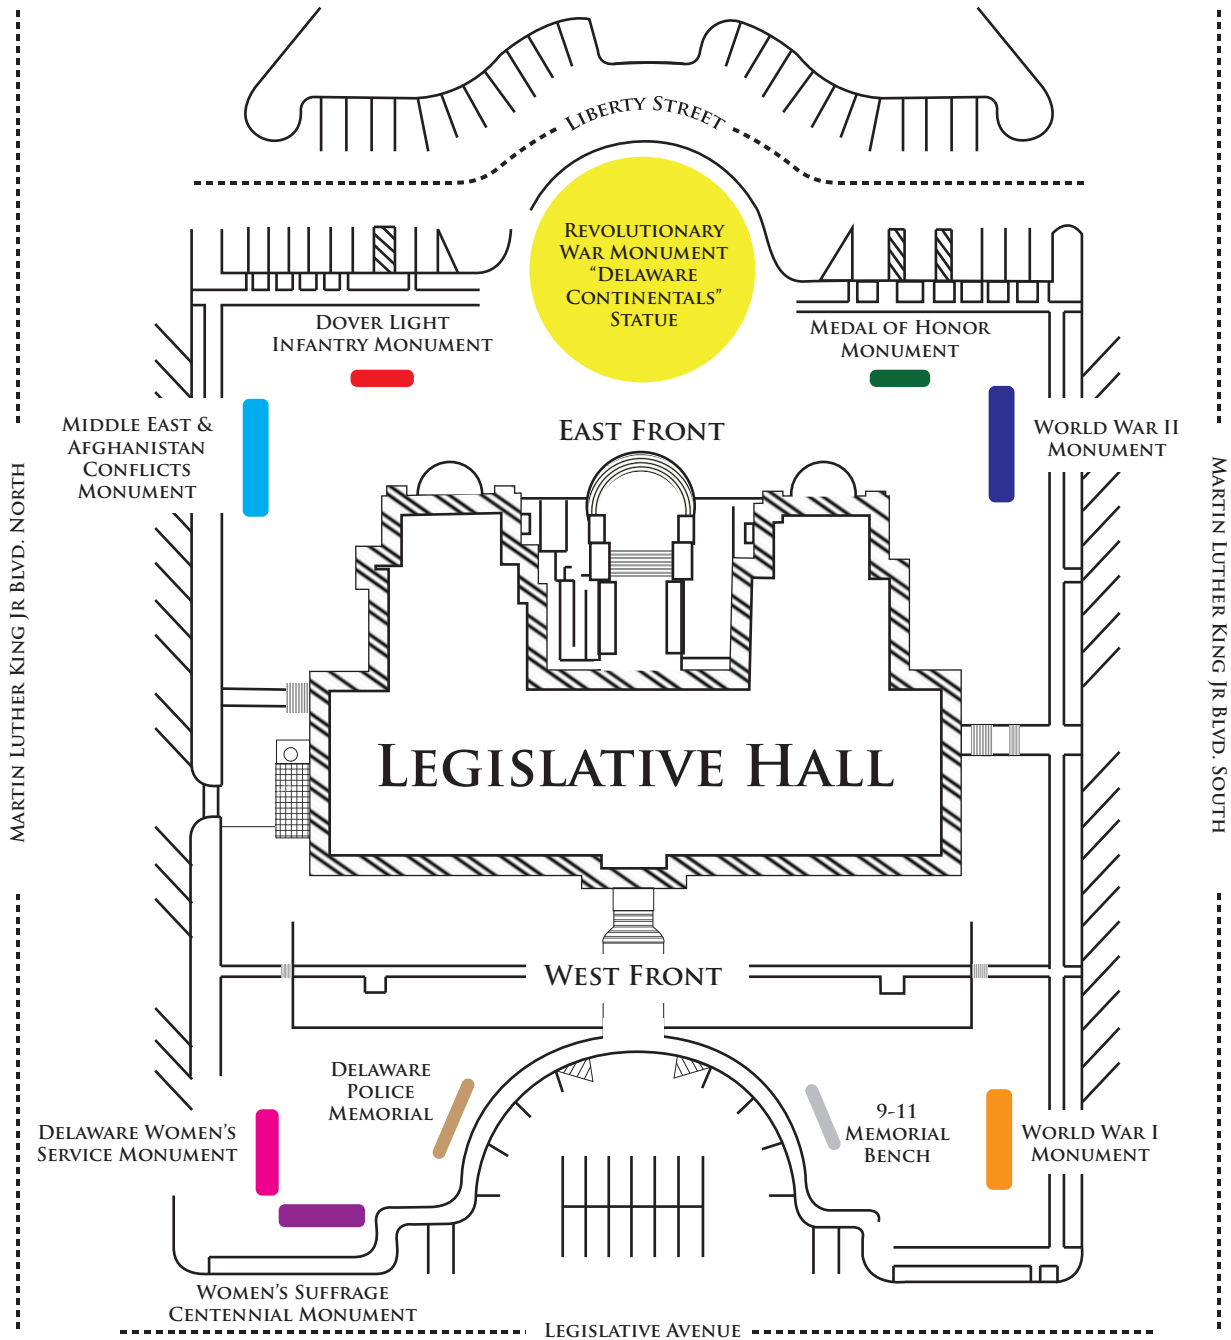 LIBERTY STREET
REVOLUTIONARY
WAR MONUMENT
“DELAWARE
CONTINENTALS”
STATUE
DOVER LIGHT
INFANTRY MONUMENT
MEDAL OF HONOR
MONUMENT
MIDDLE EAST &
AFGHANISTAN
CONFLICTS
MONUMENT
EAST FRONT
WORLD WAR II
MONUMENT
MARTIN LUTHER KING JR BLVD. NORTH
MARTIN LUTHER KING JR BLVD. SOUTH
LEGISLATIVE HALL
WEST FRONT
DELAWARE
POLICE
MEMORIAL
9-11
MEMORIAL
BENCH
DELAWARE WOMEN’S
SERVICE MONUMENT
WORLD WAR I
MONUMENT
WOMEN’S SUFFRAGE
CENTENNIAL MONUMENT
LEGISLATIVE AVENUE